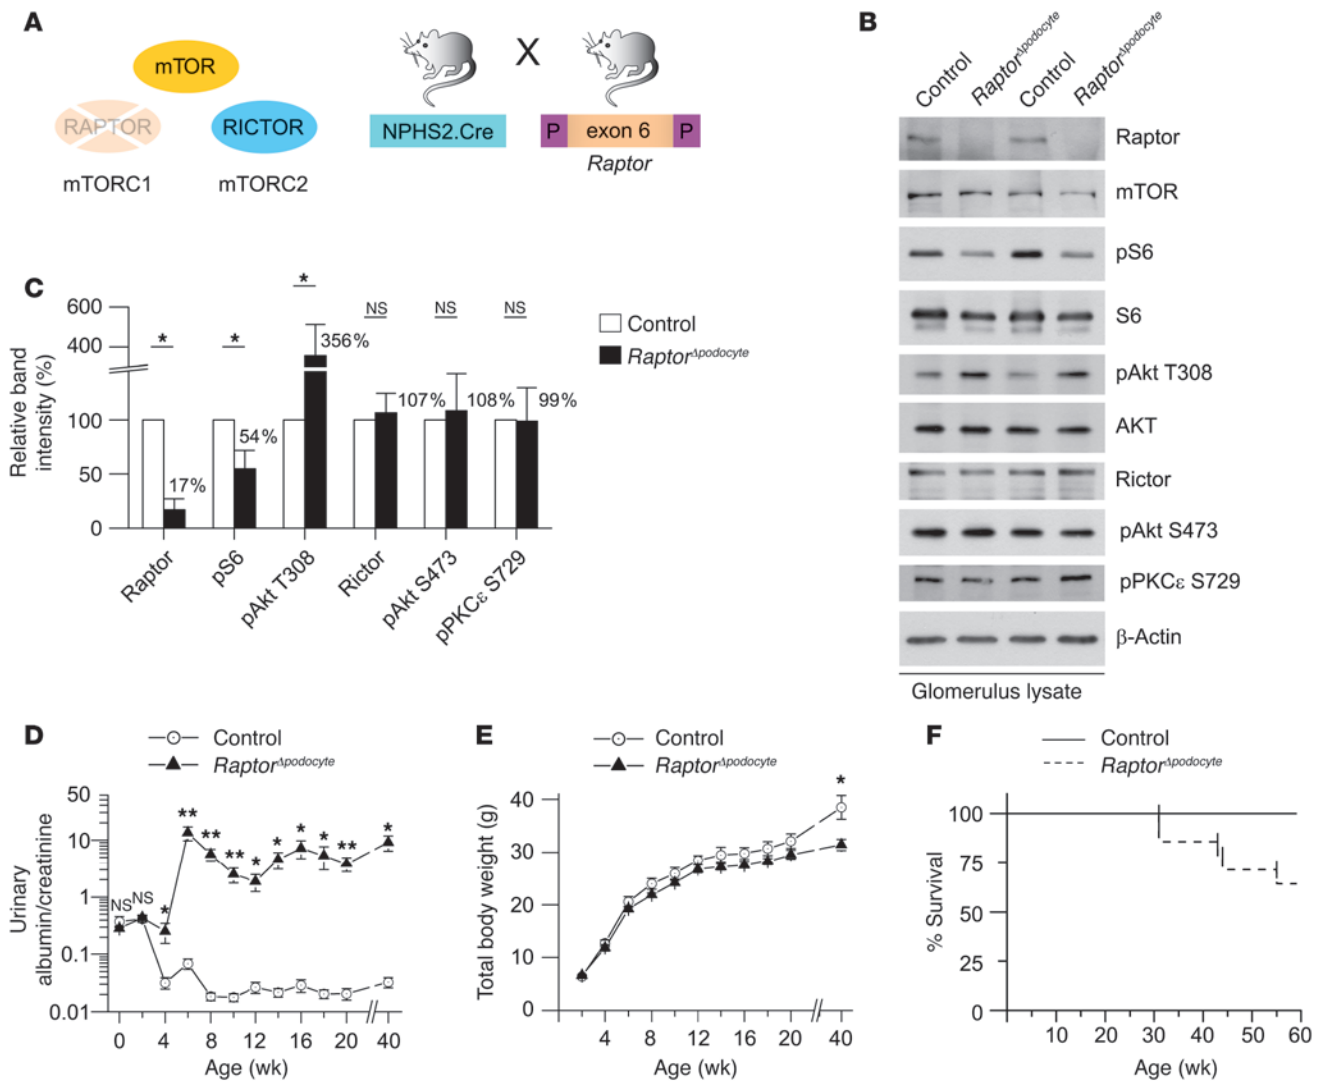 A
mTOR
RAPTOR
RICTOR
mTORC1
mTORC2
X
NPHS2.Cre
P
exon 6
P
Raptor
B
Control
RaptorΔpodocyte
Control
RaptorΔpodocyte
Raptor
mTOR
pS6
S6
pAkt T308
AKT
Rictor
pAkt S473
pPKCε S729
β-Actin
Glomerulus lysate
C
Relative band
intensity (%)
600
400
100
50
0
*
*
*
NS
NS
NS
17%
54%
356%
107%
108%
99%
Control
RaptorΔpodocyte
Raptor
pS6
pAkt T308
Rictor
pAkt S473
pPKCε S729
D
Control
RaptorΔpodocyte
Urinary
albumin/creatinine
50
10
1
0.1
0.01
NS
NS
*
**
**
**
*
*
*
*
**
*
0
4
8
12
16
20
40
Age (wk)
E
Control
RaptorΔpodocyte
Total body weight (g)
40
30
20
10
0
*
4
8
12
16
20
40
Age (wk)
F
Control
RaptorΔpodocyte
% Survival
100
75
50
25
0
10
20
30
40
50
60
Age (wk)